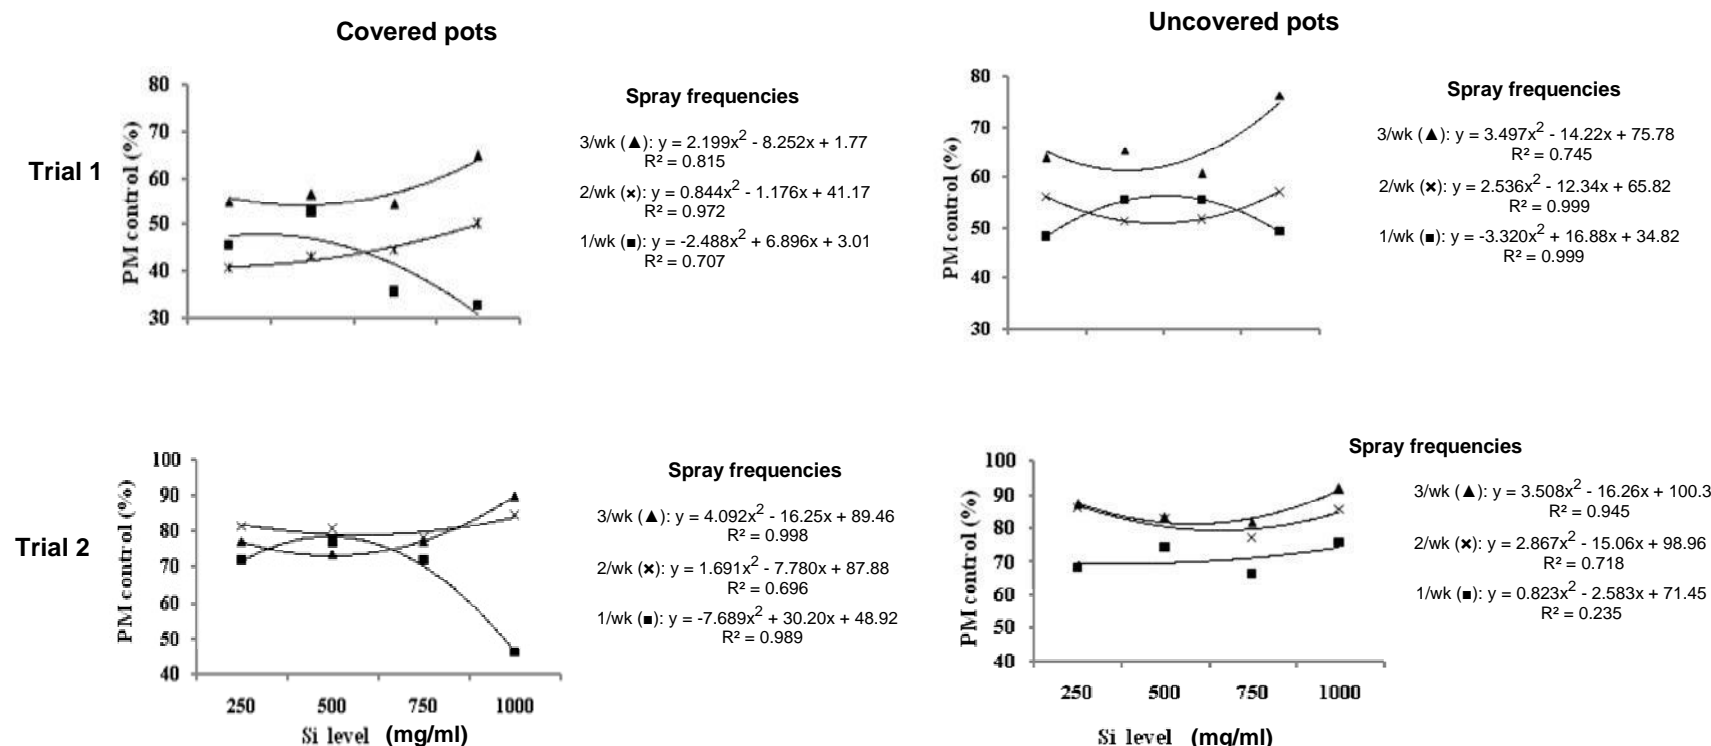 Covered pots
Uncovered pots
Trial 1
PM control (%)
80
70
60
50
40
30
Spray frequencies
3/wk (▲): y = 2.199x² - 8.252x + 1.77
R² = 0.815
2/wk (×): y = 0.844x² - 1.176x + 41.17
R² = 0.972
1/wk (■): y = -2.488x² + 6.896x + 3.01
R² = 0.707
PM control (%)
80
70
60
50
40
30
Spray frequencies
3/wk (▲): y = 3.497x² - 14.22x + 75.78
R² = 0.745
2/wk (×): y = 2.536x² - 12.34x + 65.82
R² = 0.999
1/wk (■): y = -3.320x² + 16.88x + 34.82
R² = 0.999
Trial 2
PM control (%)
100
90
80
70
60
50
40
250 500 750 1000
Si level (mg/ml)
Spray frequencies
3/wk (▲): y = 4.092x² - 16.25x + 89.46
R² = 0.998
2/wk (×): y = 1.691x² - 7.780x + 87.88
R² = 0.696
1/wk (■): y = -7.689x² + 30.20x + 48.92
R² = 0.989
PM control (%)
100
90
80
70
60
50
40
250 500 750 1000
Si level (mg/ml)
Spray frequencies
3/wk (▲): y = 3.508x² - 16.26x + 100.3
R² = 0.945
2/wk (×): y = 2.867x² - 15.06x + 98.96
R² = 0.718
1/wk (■): y = 0.823x² - 2.583x + 71.45
R² = 0.235